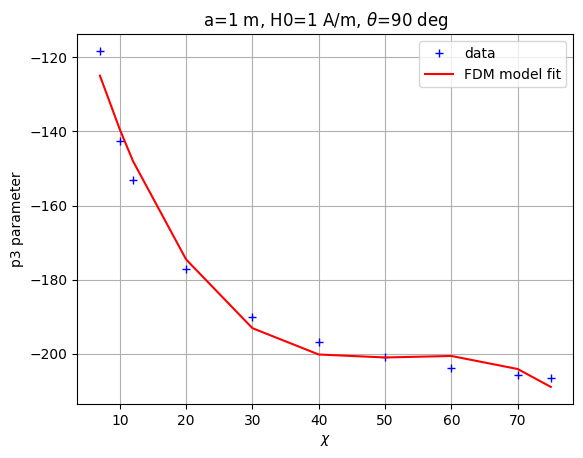 a=1 m, H0=1 A/m, θ=90 deg
data
FDM model fit
−120
−140
−160
−180
−200
p3 parameter
10 20 30 40 50 60 70
χ